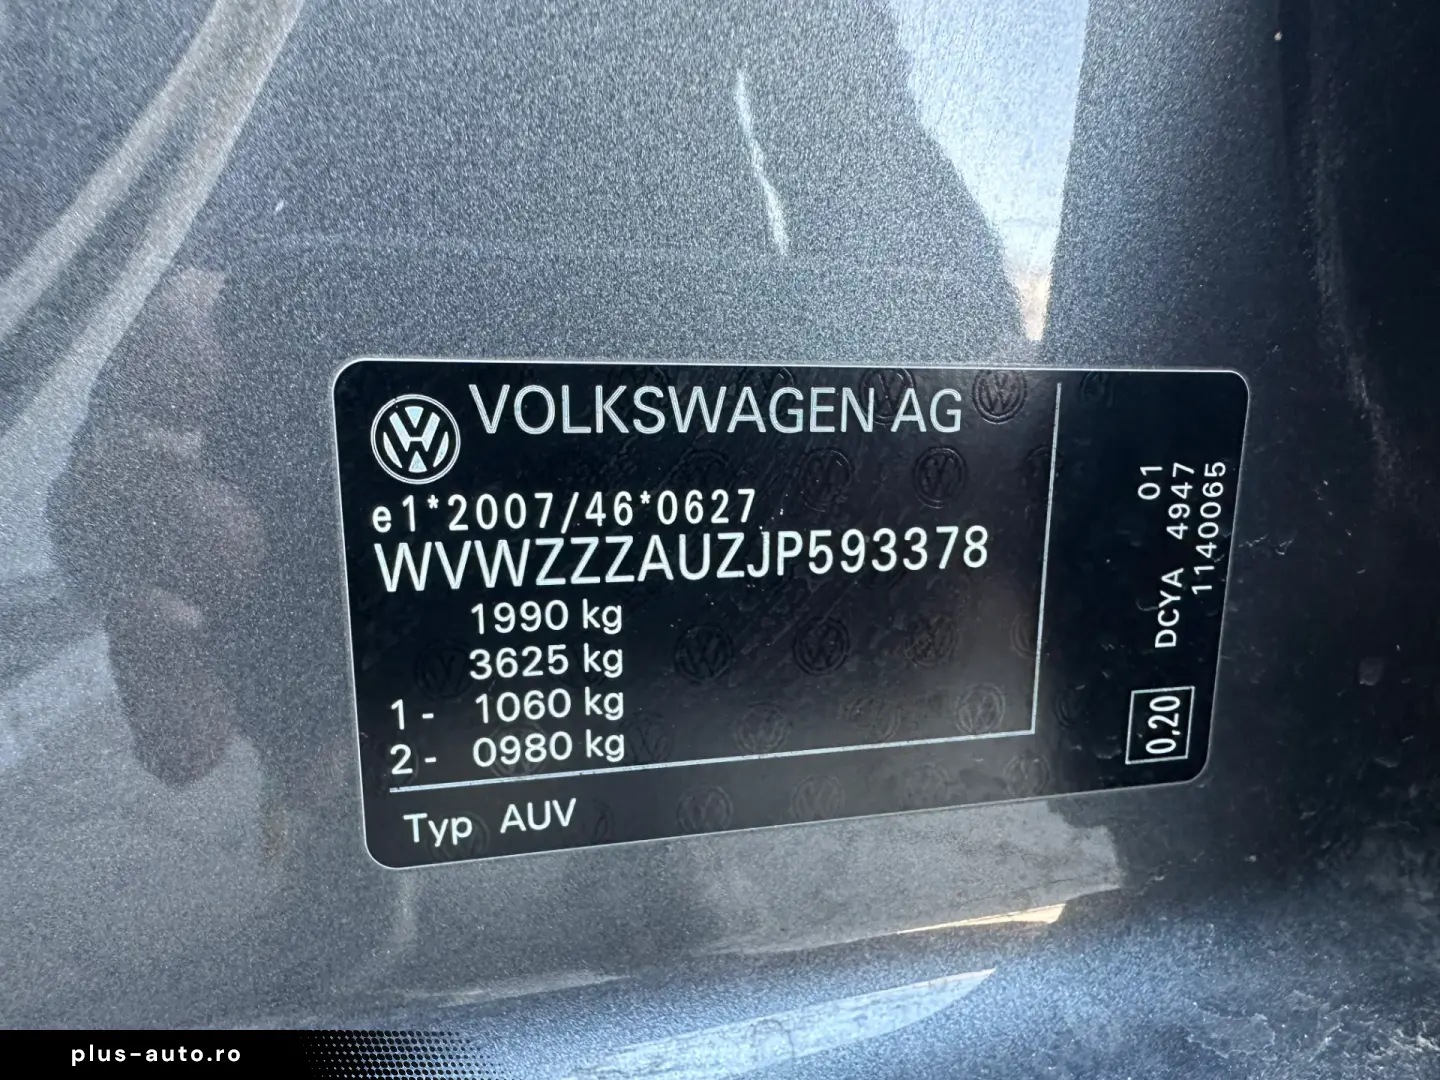 VOLKSWAGEN AG
e1*2007/46*0627
WVWZZZAUZJP593378
1990 kg
3625 kg
1- 1060 kg
2- 0980 kg
Typ AUV
01
DCYA 4947
1140065
0,20
plus-auto.ro